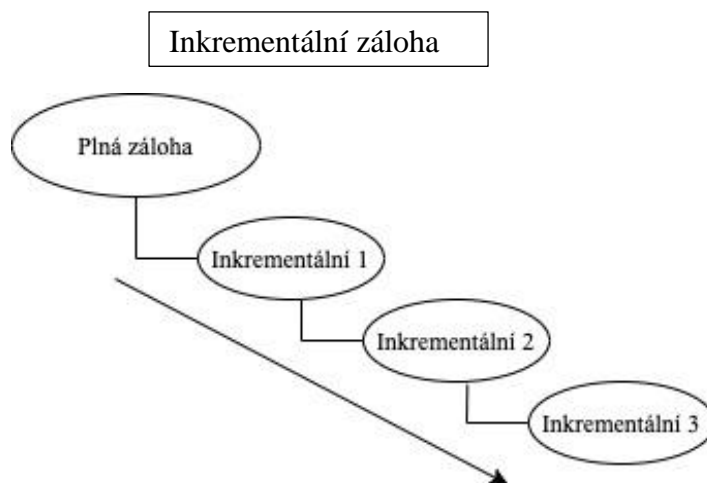 Inkrementální záloha
Plná záloha
Inkrementální 1
Inkrementální 2
Inkrementální 3